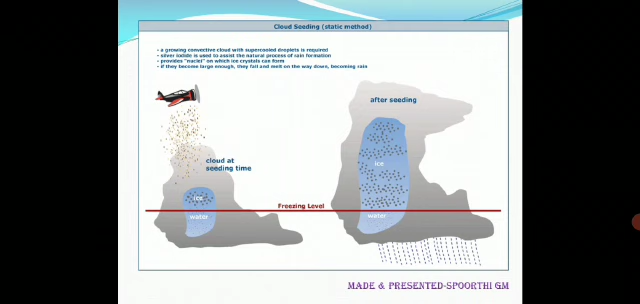 Cloud Seeding (static method)
- a growing convective cloud with supercooled droplets is required
- silver iodide is used to assist the natural process of rain formation
- provides "nuclei" on which ice crystals can form
- if they become large enough, they fall and melt on the way down, becoming rain
after seeding
cloud at
seeding time
ice
ice
Freezing Level
water
water
MADE & PRESENTED-SPOORTHI GM